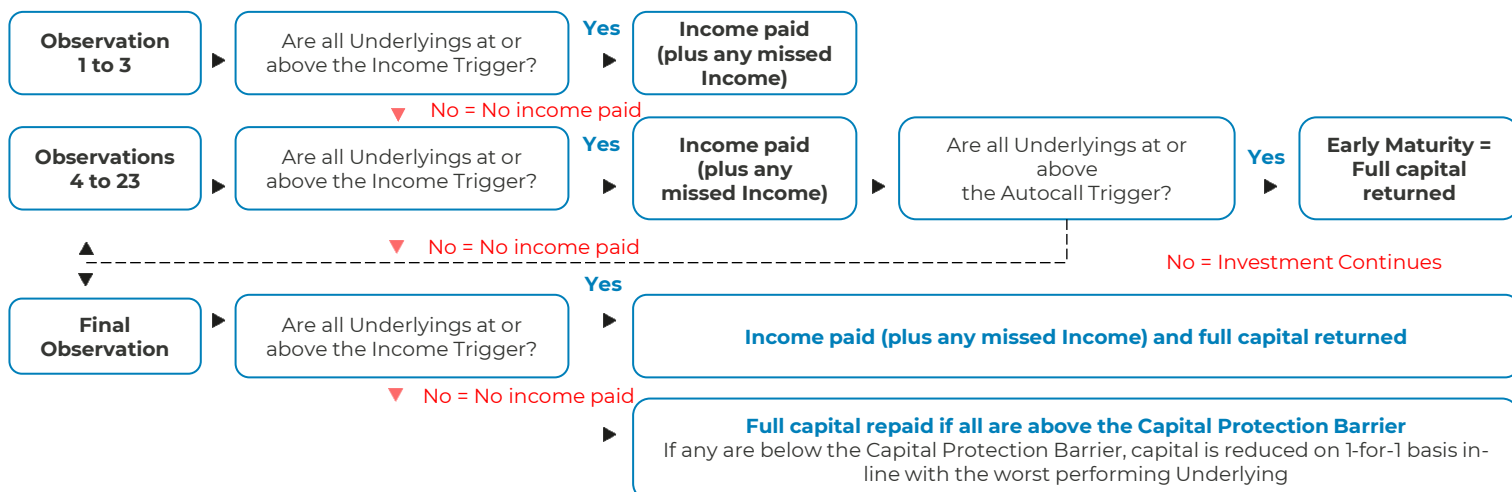 Observation
1 to 3
Are all Underlyings at or
above the Income Trigger?
Yes
Income paid
(plus any missed
Income)
No = No income paid
Observations
4 to 23
Are all Underlyings at or
above the Income Trigger?
Yes
Income paid
(plus any
missed Income)
Are all Underlyings at or
above
the Autocall Trigger?
Yes
Early Maturity =
Full capital
returned
No = No income paid
No = Investment Continues
Final
Observation
Are all Underlyings at or
above the Income Trigger?
Yes
Income paid (plus any missed Income) and full capital returned
No = No income paid
Full capital repaid if all are above the Capital Protection Barrier
If any are below the Capital Protection Barrier, capital is reduced on 1-for-1 basis in-
line with the worst performing Underlying